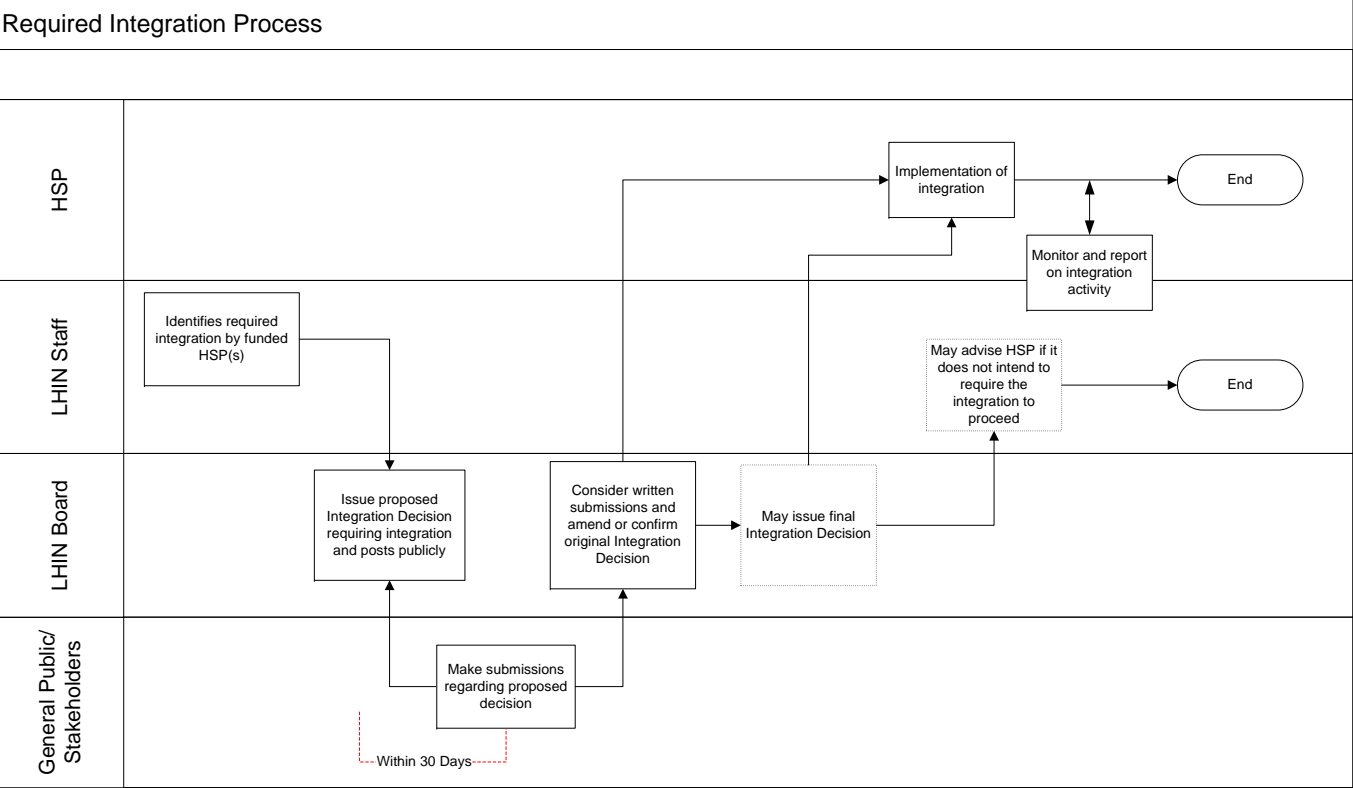 Required Integration Process
HSP
Implementation of
integration
End
Monitor and report
on integration
activity
LHIN Staff
Identifies required
integration by funded
HSP(s)
May advise HSP if it
does not intend to
require the
integration to
proceed
End
LHIN Board
Issue proposed
Integration Decision
requiring integration
and posts publicly
Consider written
submissions and
amend or confirm
original Integration
Decision
May issue final
Integration Decision
General Public/
Stakeholders
Make submissions
regarding proposed
decision
Within 30 Days